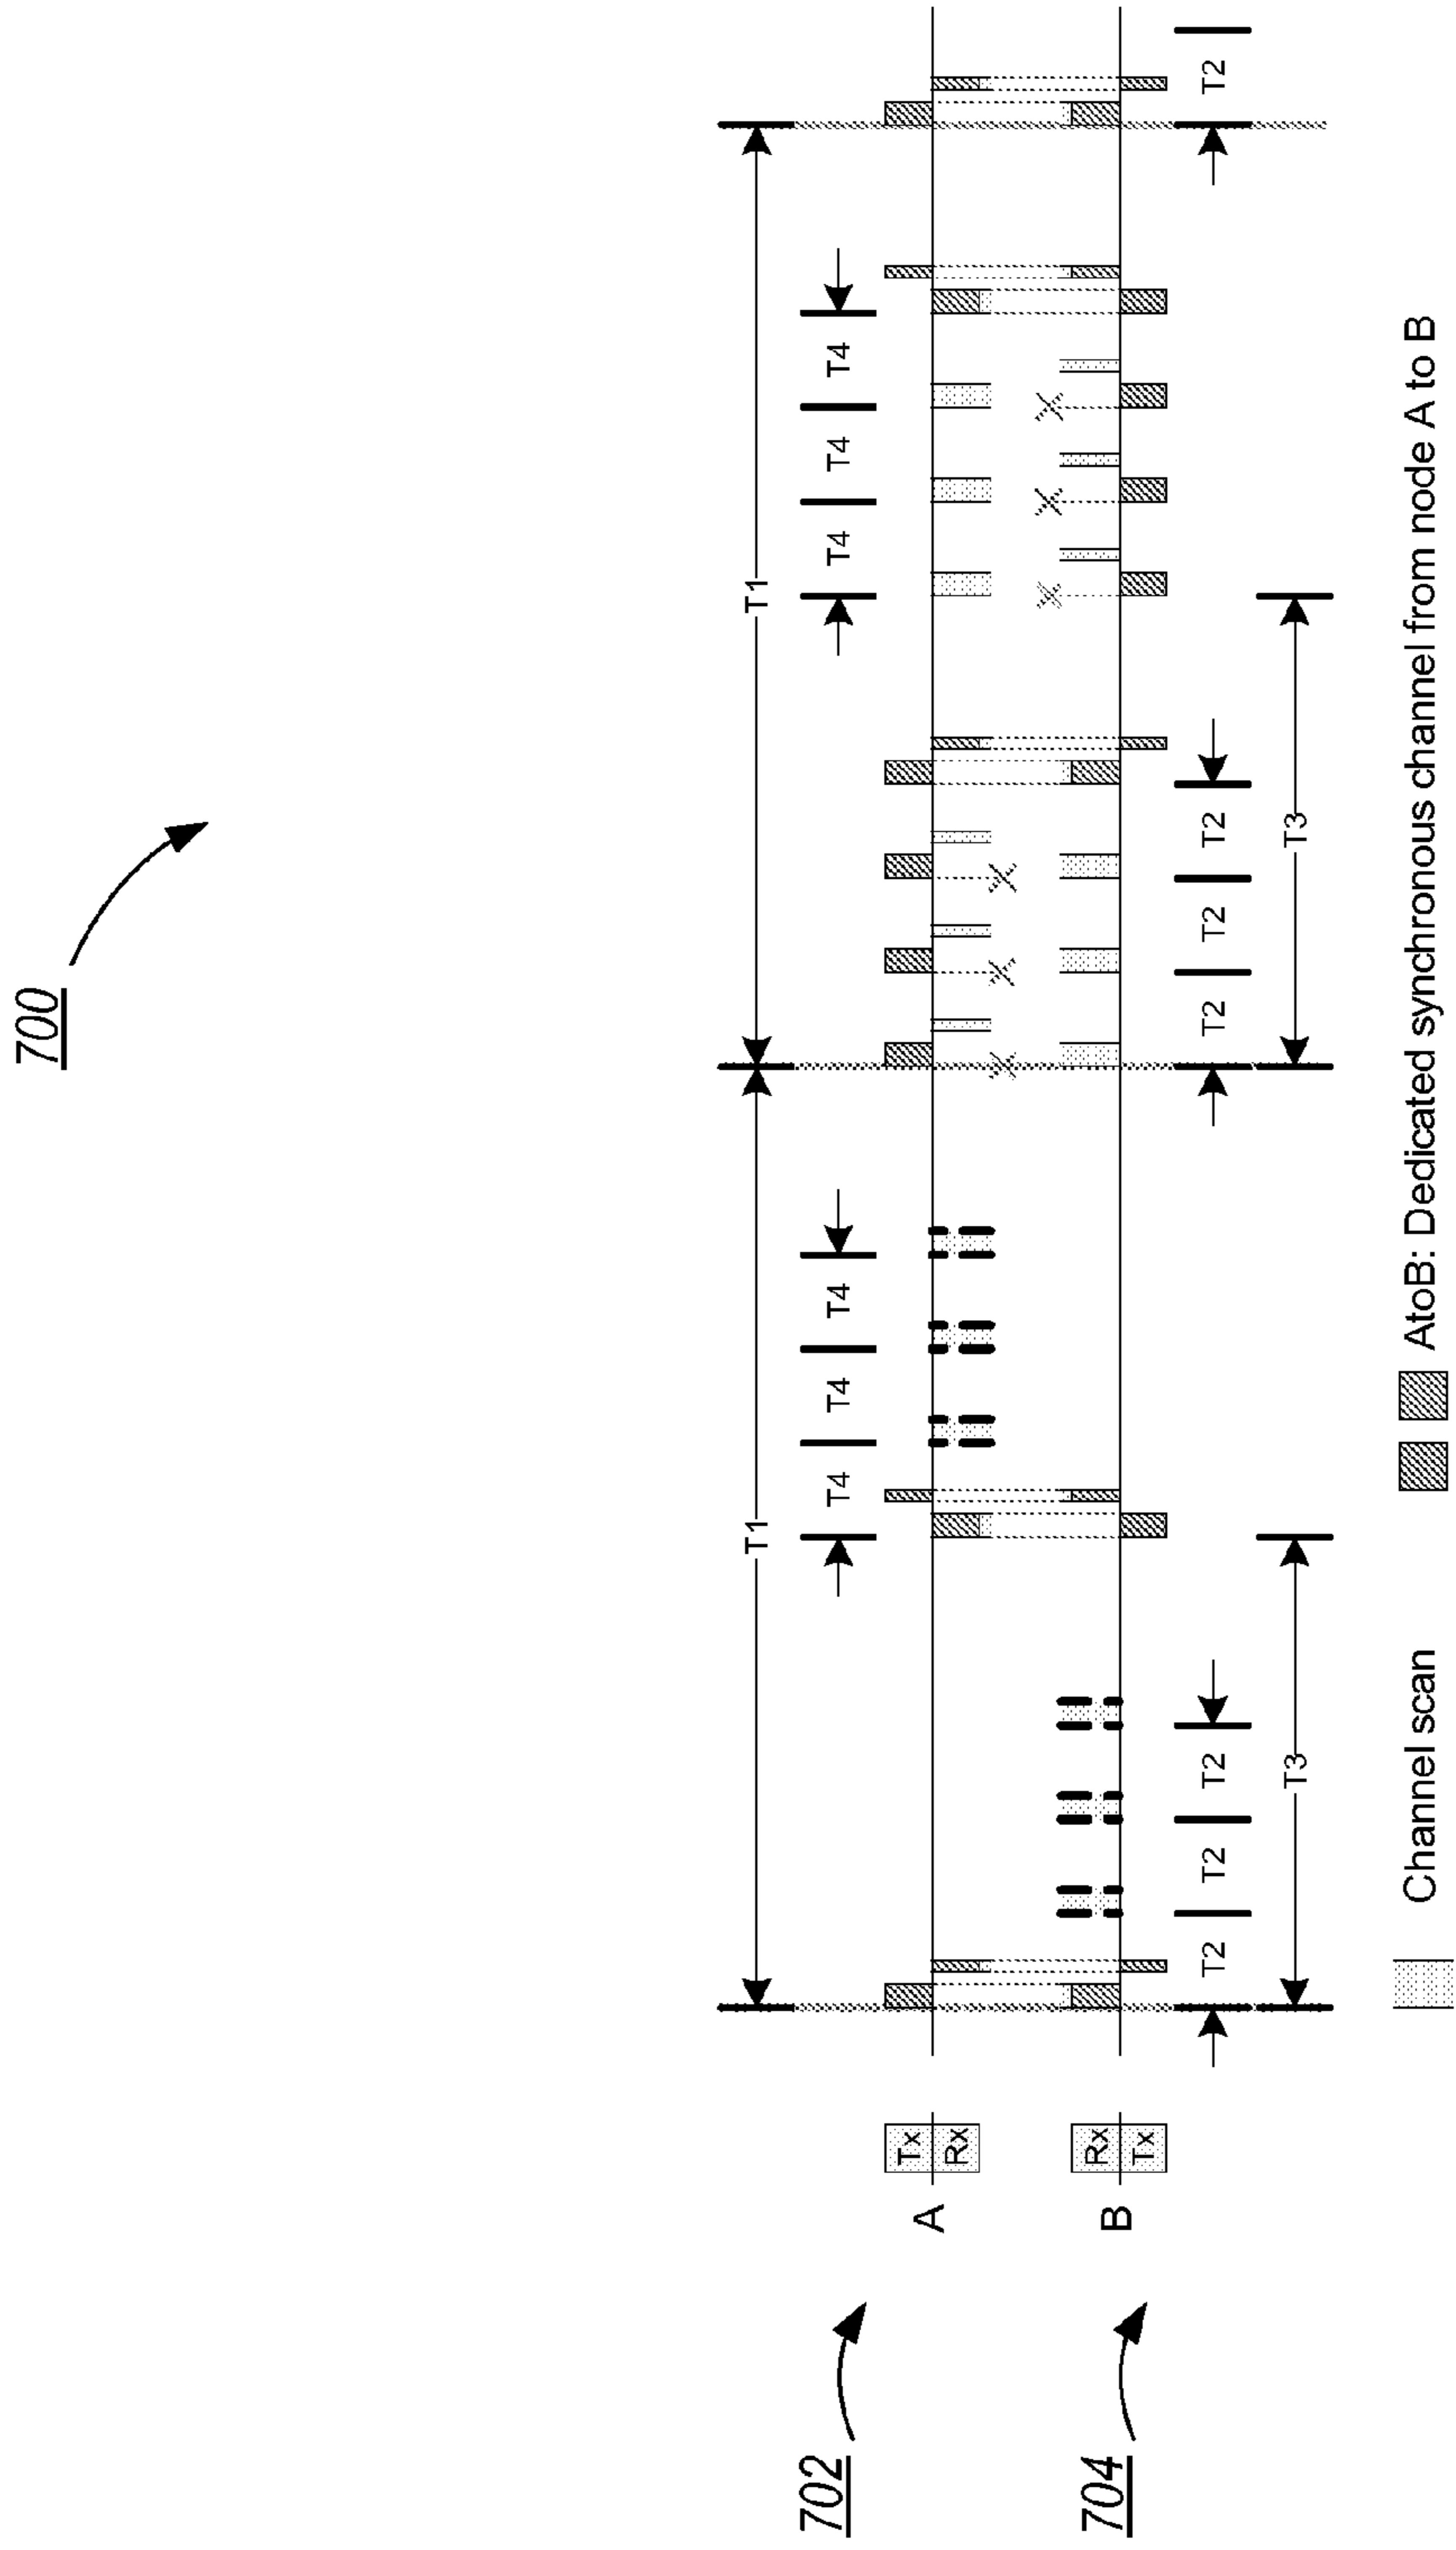 700
T1
T1
T4
T4
T4
T4
T4
T4
702
A
Tx
Rx
704
B
Rx
Tx
T2
T2
T2
T2
T2
T2
T2
T3
T3
Channel scan
AtoB: Dedicated synchronous channel from node A to B